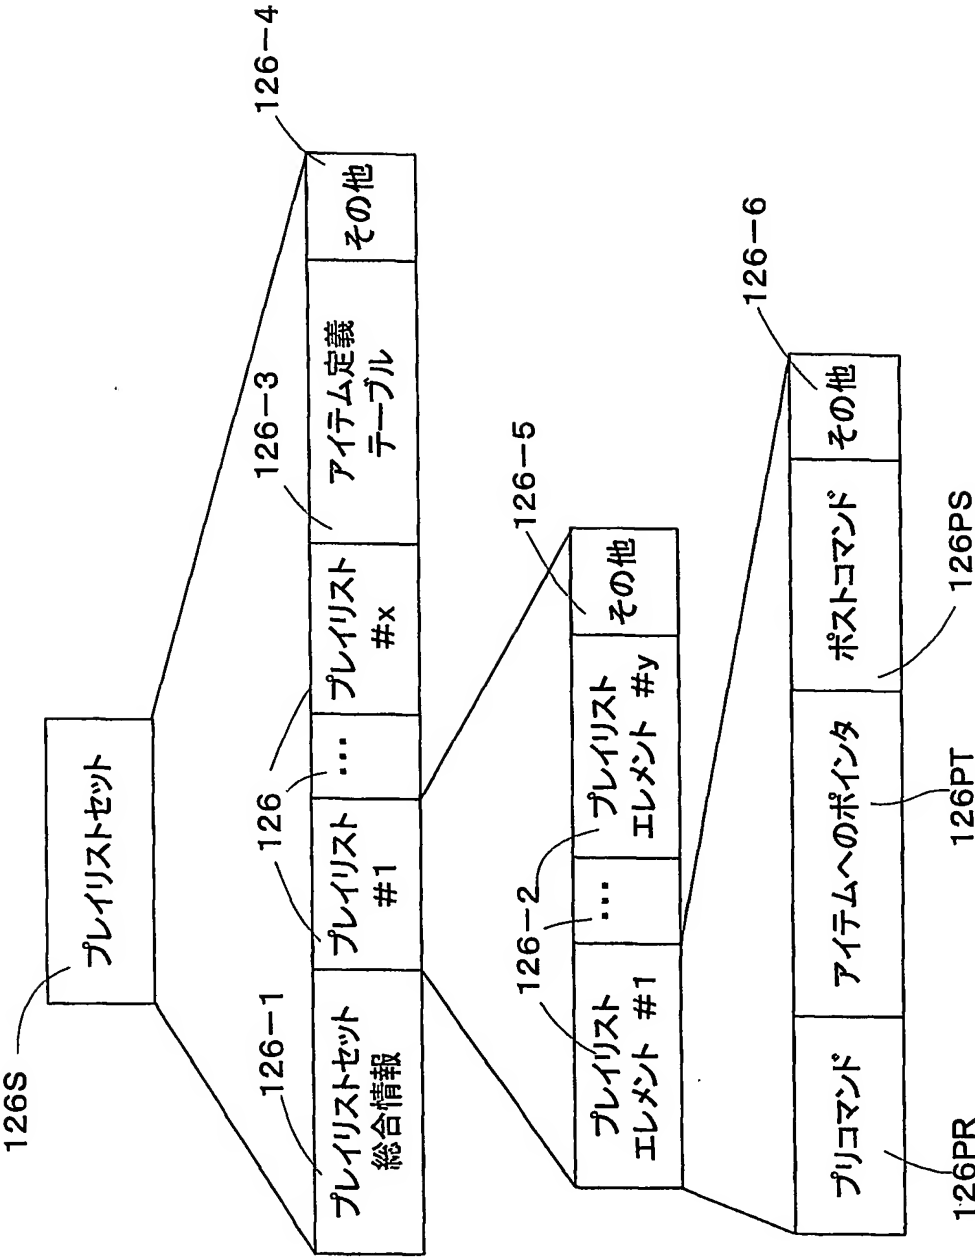 126S
プレイリストセット
126-4
126-1
126
126-3
プレイリストセット
総合情報
プレイリスト
#1
...
プレイリスト
#x
アイテム定義
テーブル
その他
126-2
126-5
プレイリスト
エレメント #1
...
プレイリスト
エレメント #y
その他
126-6
プリコマンド
アイテムへのポインタ
ポストコマンド
その他
126PR
126PT
126PS